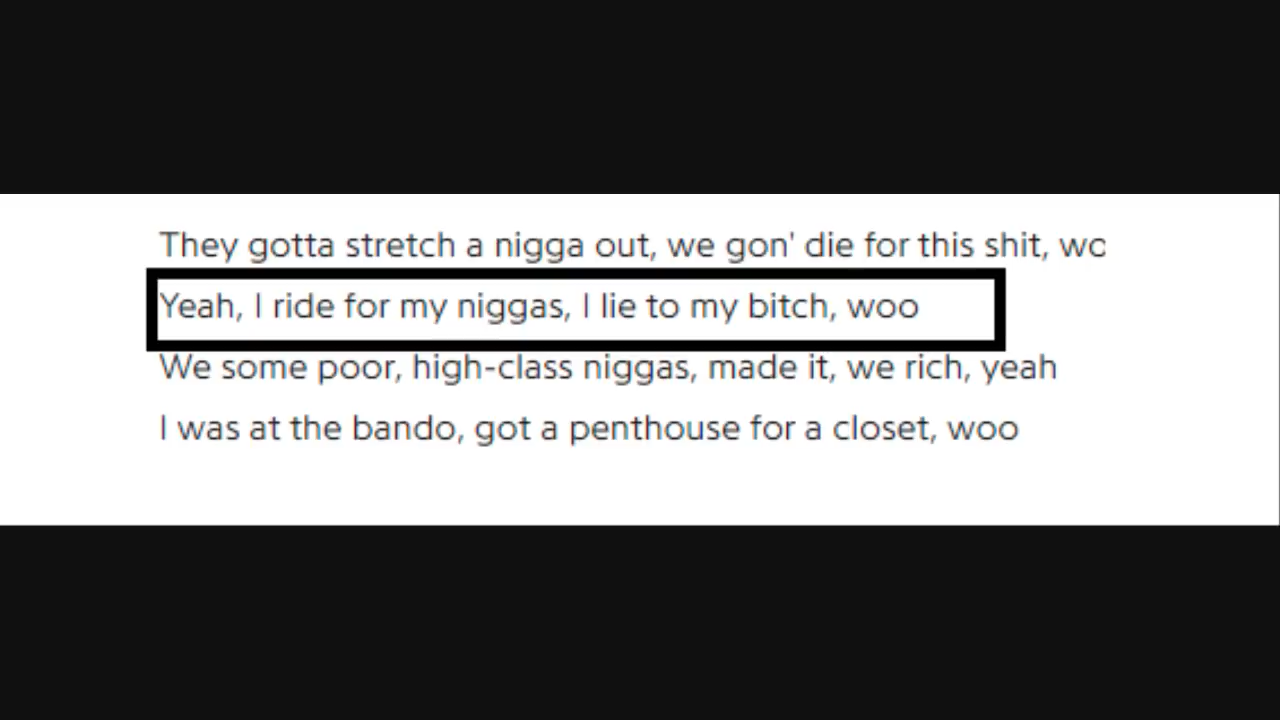 They gotta stretch a nigga out, we gon' die for this shit,
Yeah, I ride for my niggas, I lie to my bitch, woo
We some poor, high-class niggas, made it, we rich, yeah
I was at the bando, got a penthouse for a closet, woo